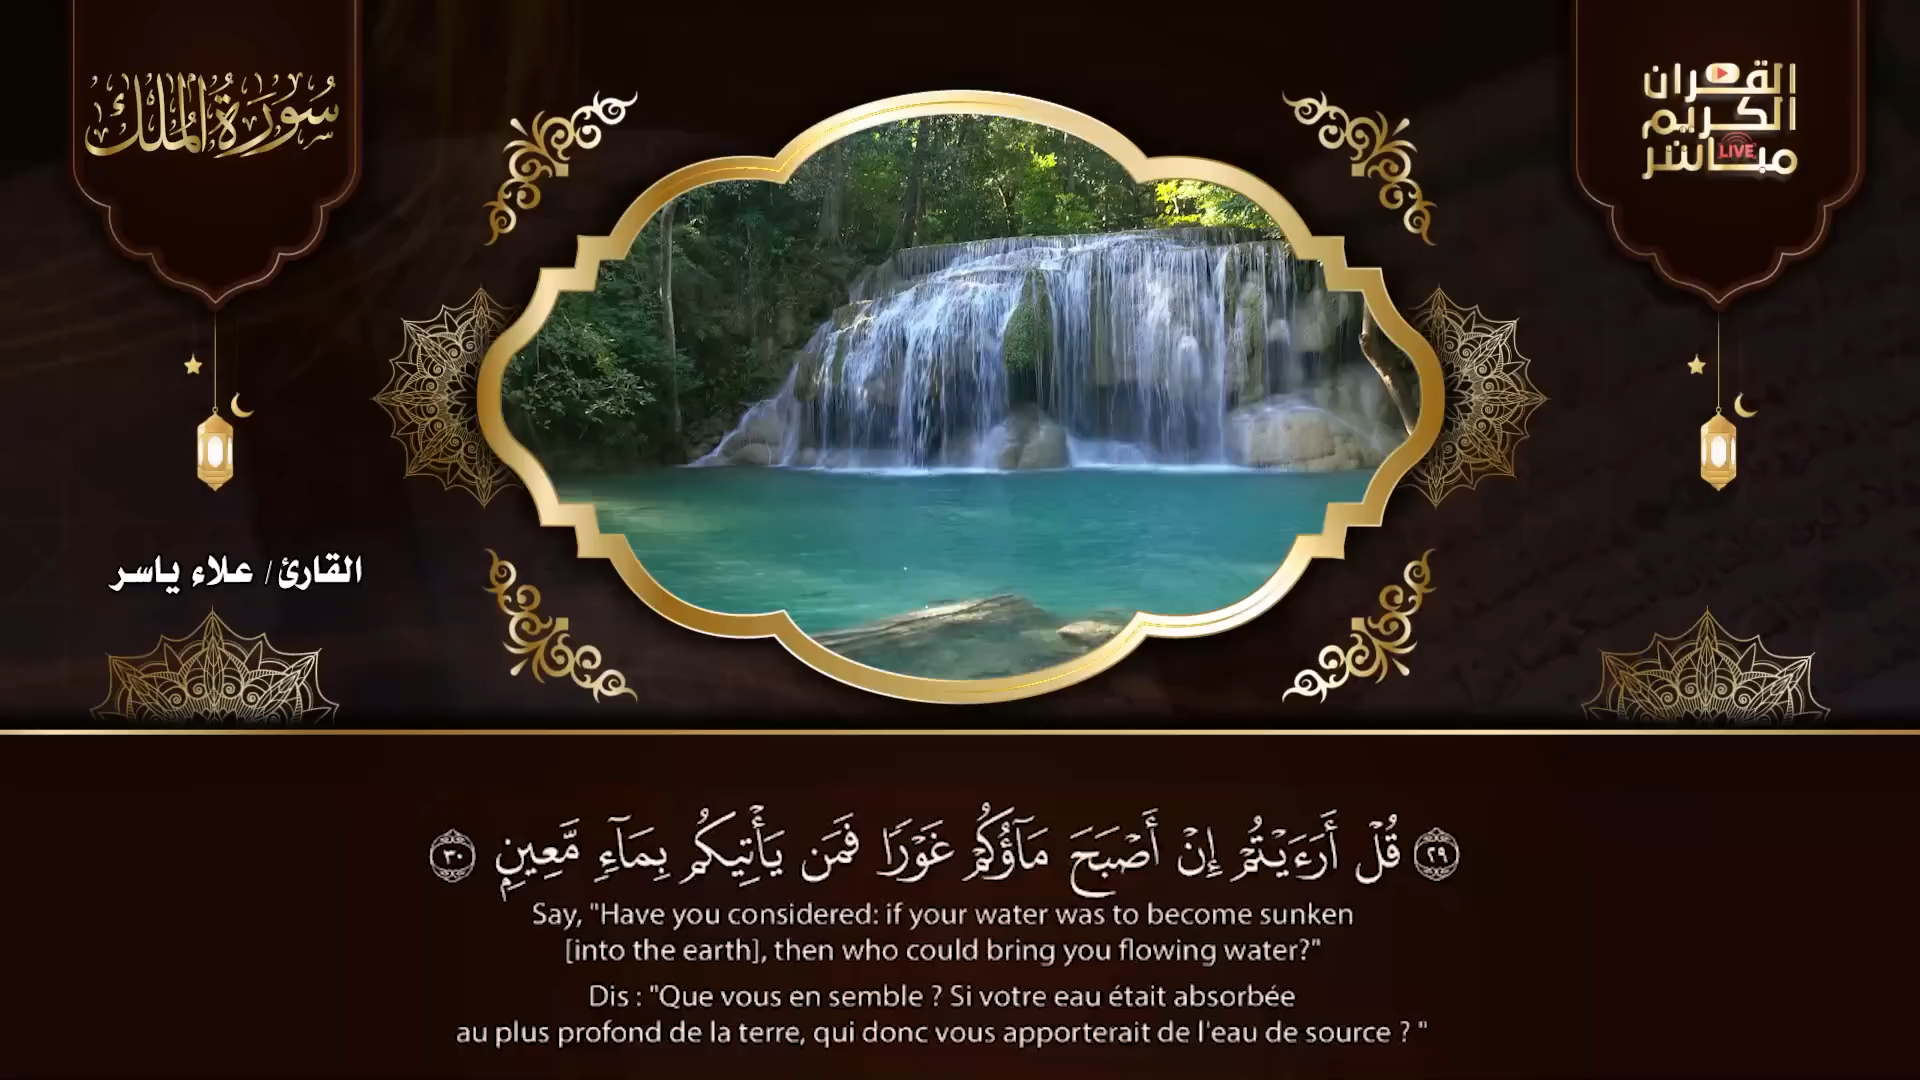 سُورَةُ المُلك
القرآن
الكريم
مباشر
LIVE
القارئ / علاء ياسر
٢٩ قُلْ أَرَءَيْتُمْ إِنْ أَصْبَحَ مَآؤُكُمْ غَوْرًا فَمَن يَأْتِيكُم بِمَآءٍ مَّعِينٍۭ ٣٠
Say, "Have you considered: if your water was to become sunken
[into the earth], then who could bring you flowing water?"
Dis : "Que vous en semble ? Si votre eau était absorbée
au plus profond de la terre, qui donc vous apporterait de l'eau de source ? "